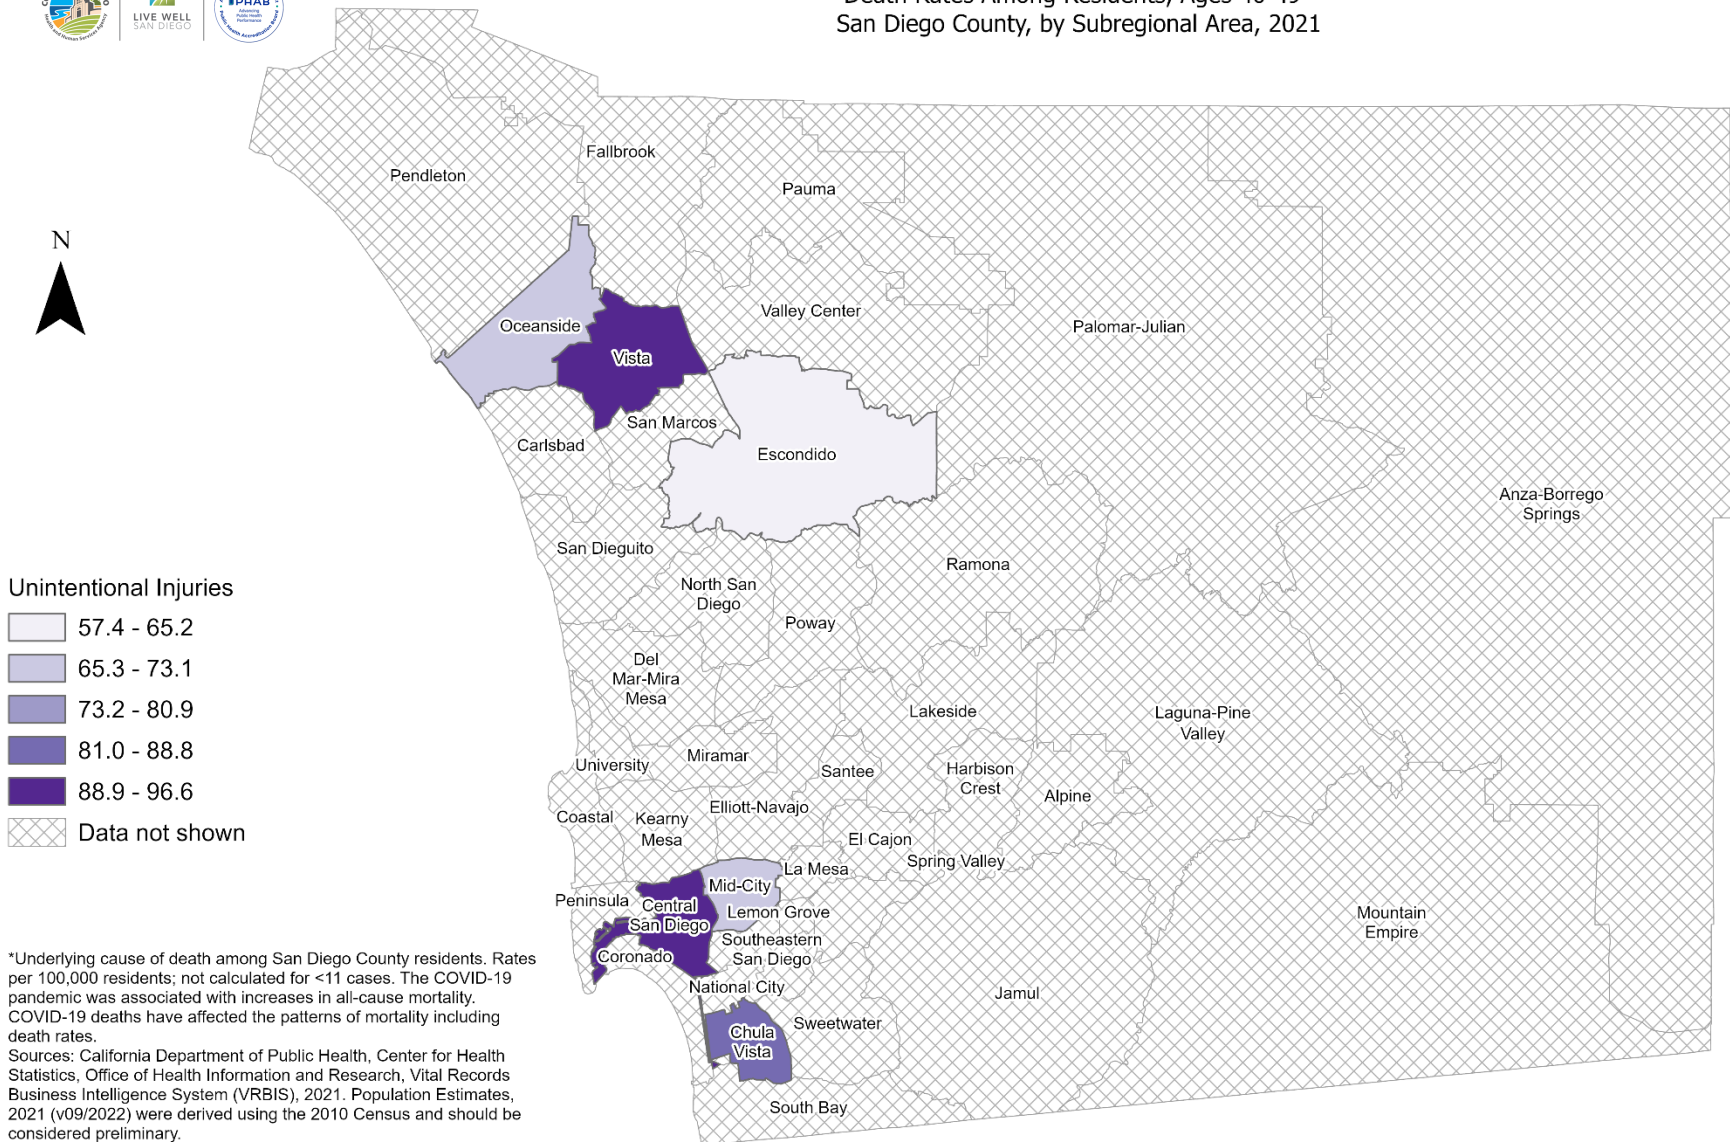 LIVE WELL
SAN DIEGO
PHAB
Advancing
Public Health
Performance
San Diego County, by Subregional Area, 2021
Fallbrook
Pendleton
Pauma
N
Valley Center
Oceanside
Palomar-Julian
Vista
San Marcos
Carlsbad
Escondido
Anza-Borrego
Springs
San Dieguito
Ramona
North San
Diego
Poway
Del
Mar-Mira
Mesa
Lakeside
Laguna-Pine
Valley
Miramar
University
Santee
Harbison
Crest
Alpine
Elliott-Navajo
Coastal
Kearny
Mesa
El Cajon
Spring Valley
La Mesa
Mid-City
Peninsula
Central
San Diego
Lemon Grove
Mountain
Empire
Southeastern
San Diego
Coronado
National City
Jamul
Sweetwater
Chula
Vista
South Bay
Unintentional Injuries
57.4 - 65.2
65.3 - 73.1
73.2 - 80.9
81.0 - 88.8
88.9 - 96.6
Data not shown
*Underlying cause of death among San Diego County residents. Rates
per 100,000 residents; not calculated for <11 cases. The COVID-19
pandemic was associated with increases in all-cause mortality.
COVID-19 deaths have affected the patterns of mortality including
death rates.
Sources: California Department of Public Health, Center for Health
Statistics, Office of Health Information and Research, Vital Records
Business Intelligence System (VRBIS), 2021. Population Estimates,
2021 (v09/2022) were derived using the 2010 Census and should be
considered preliminary.